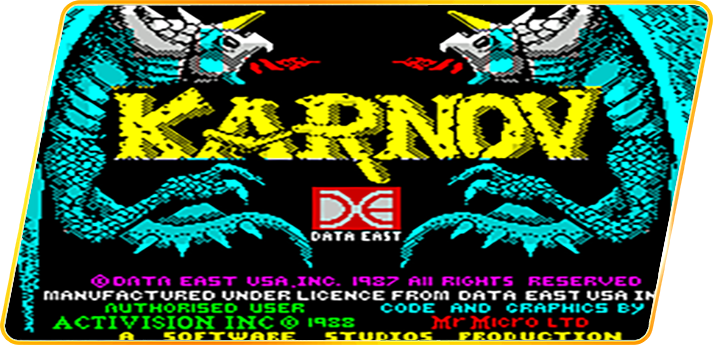 KARNOV
DE
DATA EAST
© DATA EAST USA, INC. 1987 All RIGHTS RESERVED
MANUFACTURED UNDER LICENCE FROM DATA EAST USA IN
AUTHORISED USER CODE AND GRAPHICS BY
ACTIVISION INC © 1988 Mr Micro LTD
A SOFTWARE STUDIOS PRODUCTION